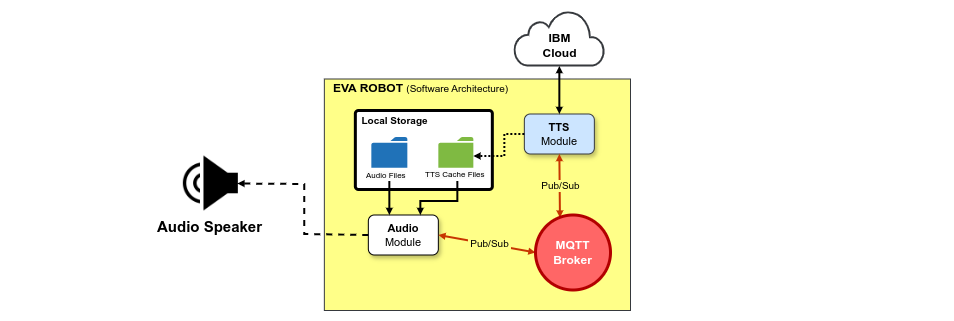 IBM
Cloud
EVA ROBOT (Software Architecture)
Local Storage
TTS
Module
Audio Files
TTS Cache Files
Pub/Sub
Audio Speaker
Audio
Module
Pub/Sub
MQTT
Broker